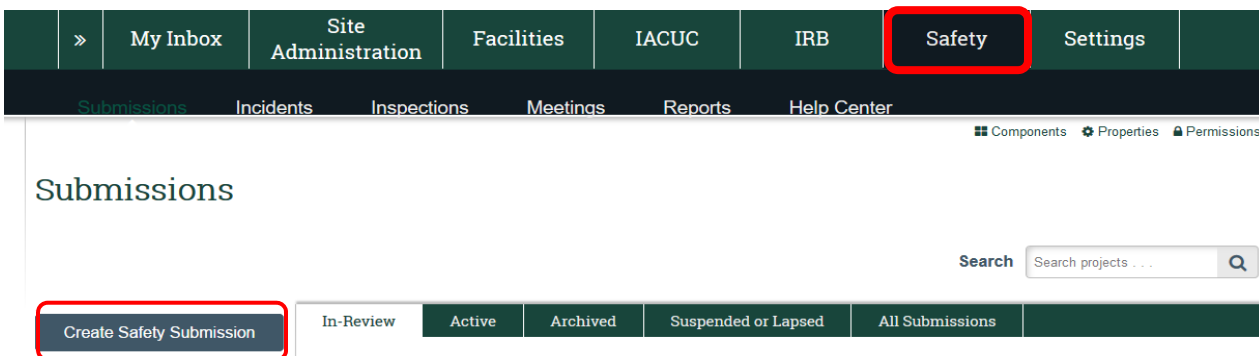 » My Inbox Site Administration Facilities IACUC IRB Safety Settings
Submissions Incidents Inspections Meetings Reports Help Center
Components Properties Permissions
Submissions
Search Search projects . . .
Create Safety Submission In-Review Active Archived Suspended or Lapsed All Submissions